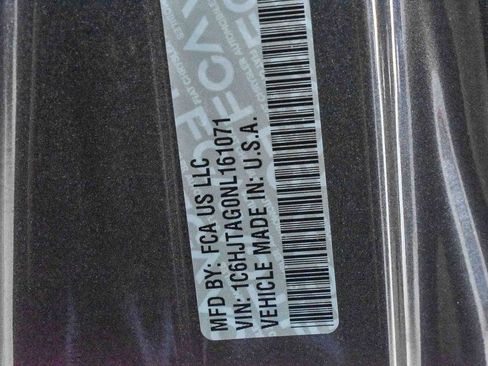 MFD BY: FCA US LLC
VIN: 1C6HJTAG0NL161071
VEHICLE MADE IN: U.S.A.